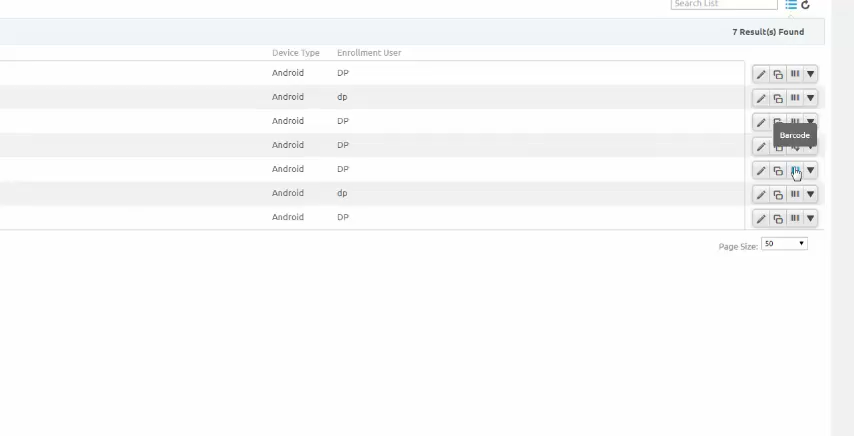 Search List
7 Result(s) Found
Device Type Enrollment User
Android DP
Android dp
Android DP
Barcode
Android DP
Android DP
Android dp
Android DP
Page Size: 50